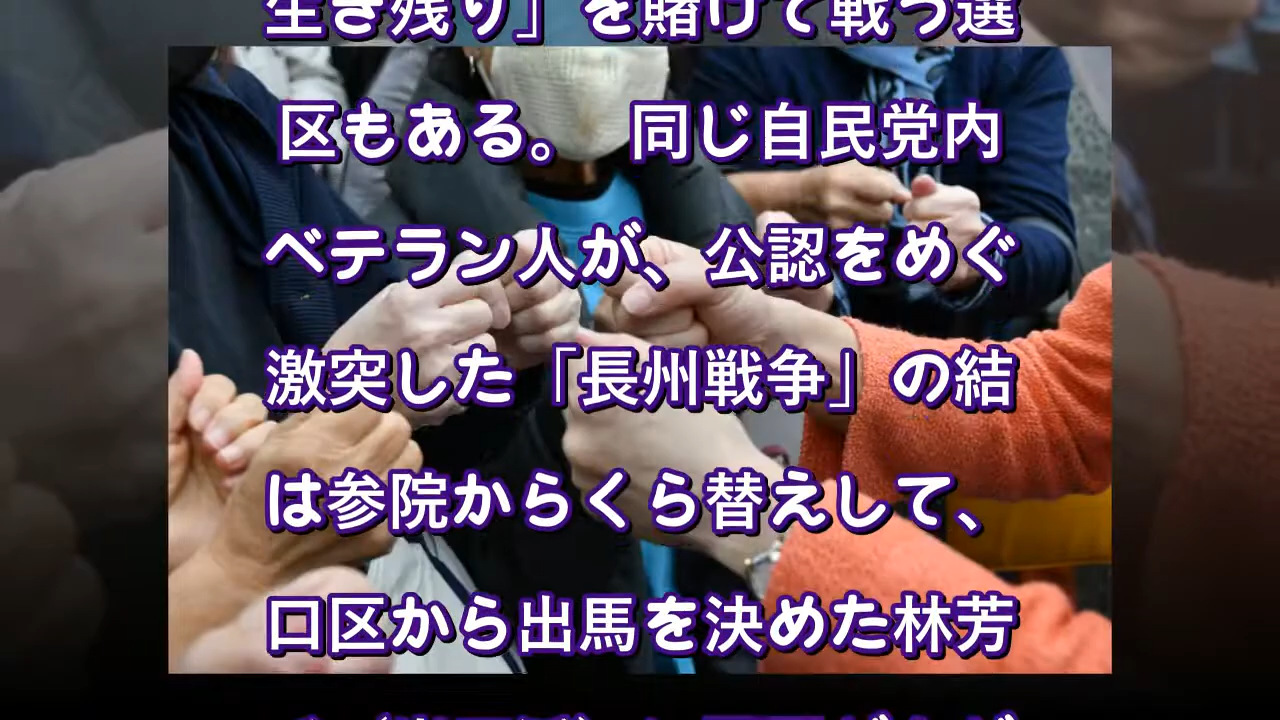 生き残り」を賭けて戦う選
区もある。　同じ自民党内
ベテラン人が、公認をめぐ
激突した「長州戦争」の結
は参院からくら替えして、
口区から出馬を決めた林芳